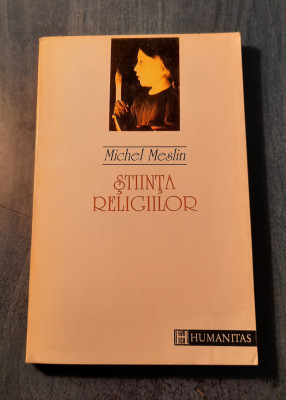 Michel Meslin
ŞTIINŢA
RELIGIILOR
HUMANITAS